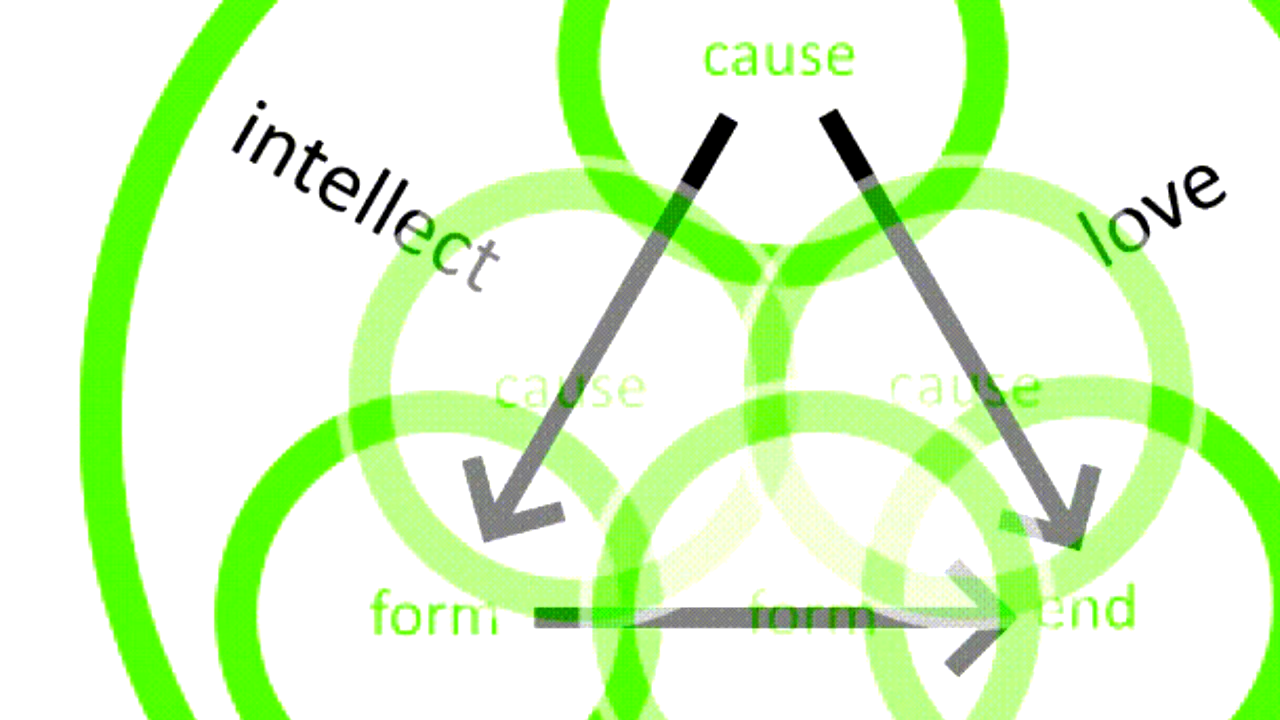 cause
intellect
love
cause
cause
form
form
end